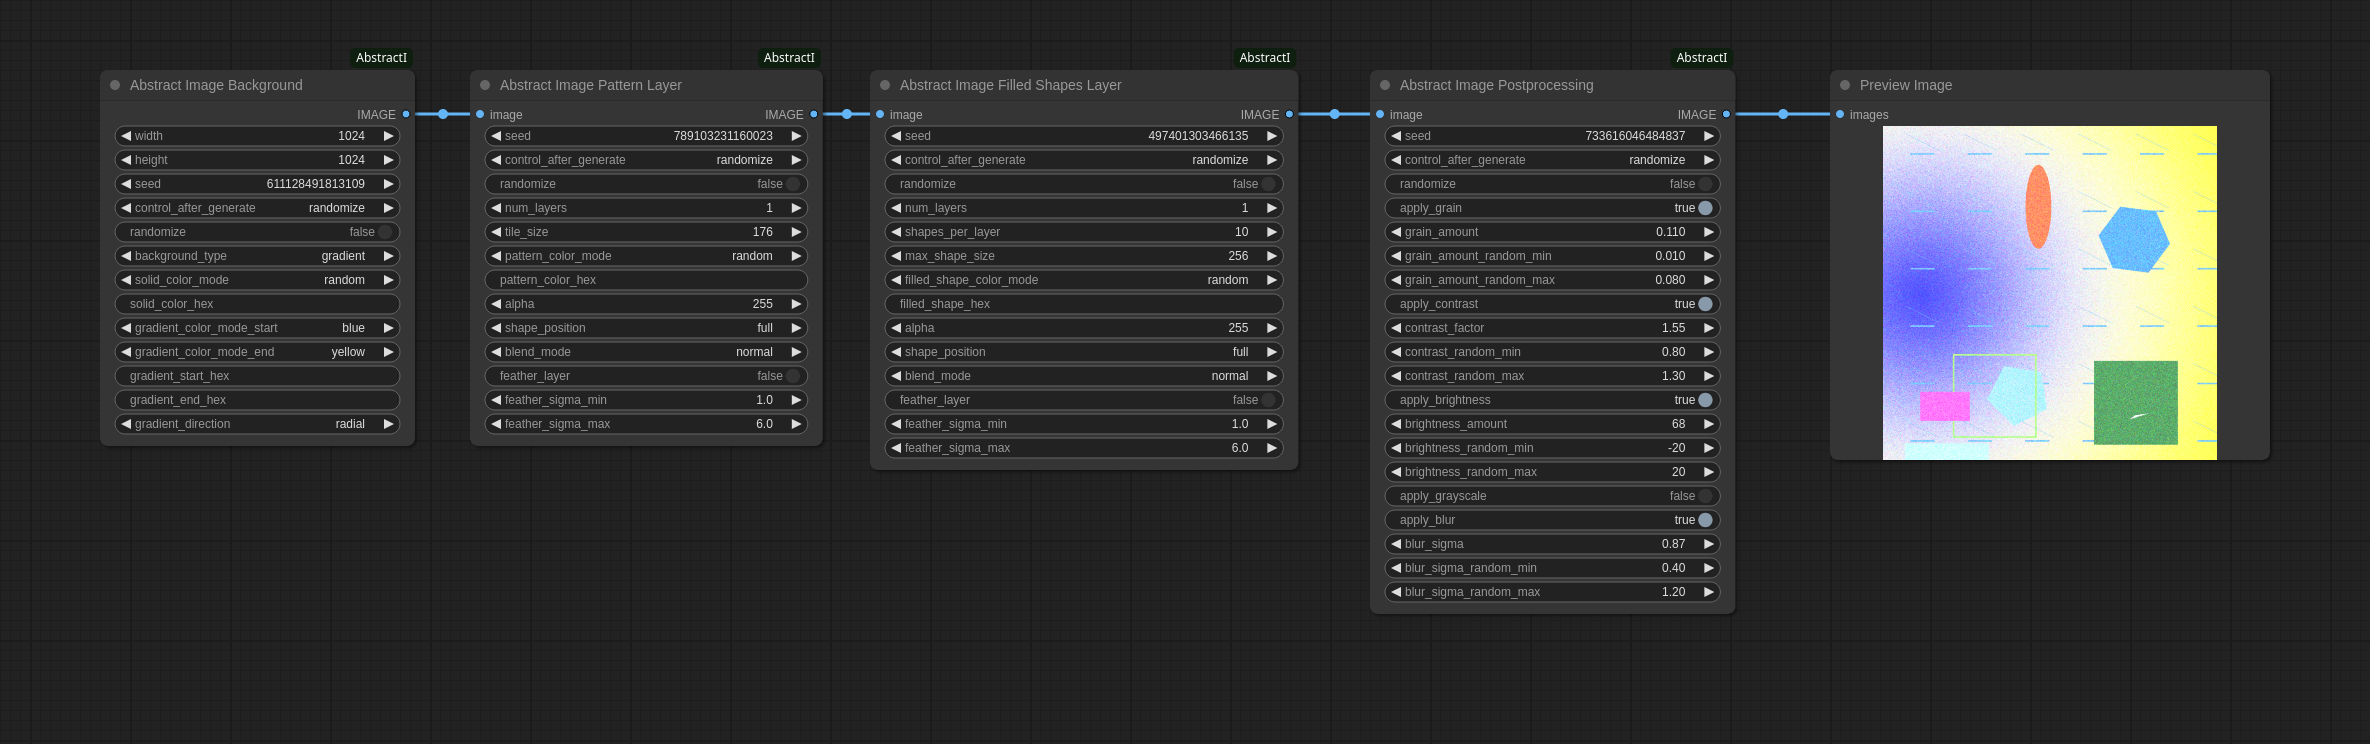 AbstractI
Abstract Image Background
IMAGE
width 1024
height 1024
seed 611128491813109
control_after_generate randomize
randomize false
background_type gradient
solid_color_mode random
solid_color_hex
gradient_color_mode_start blue
gradient_color_mode_end yellow
gradient_start_hex
gradient_end_hex
gradient_direction radial
AbstractI
Abstract Image Pattern Layer
image IMAGE
seed 789103231160023
control_after_generate randomize
randomize false
num_layers 1
tile_size 176
pattern_color_mode random
pattern_color_hex
alpha 255
shape_position full
blend_mode normal
feather_layer false
feather_sigma_min 1.0
feather_sigma_max 6.0
AbstractI
Abstract Image Filled Shapes Layer
image IMAGE
seed 497401303466135
control_after_generate randomize
randomize false
num_layers 1
shapes_per_layer 10
max_shape_size 256
filled_shape_color_mode random
filled_shape_hex
alpha 255
shape_position full
blend_mode normal
feather_layer false
feather_sigma_min 1.0
feather_sigma_max 6.0
AbstractI
Abstract Image Postprocessing
image IMAGE
seed 733616046484837
control_after_generate randomize
randomize false
apply_grain true
grain_amount 0.110
grain_amount_random_min 0.010
grain_amount_random_max 0.080
apply_contrast true
contrast_factor 1.55
contrast_random_min 0.80
contrast_random_max 1.30
apply_brightness true
brightness_amount 68
brightness_random_min -20
brightness_random_max 20
apply_grayscale false
apply_blur true
blur_sigma 0.87
blur_sigma_random_min 0.40
blur_sigma_random_max 1.20
Preview Image
images